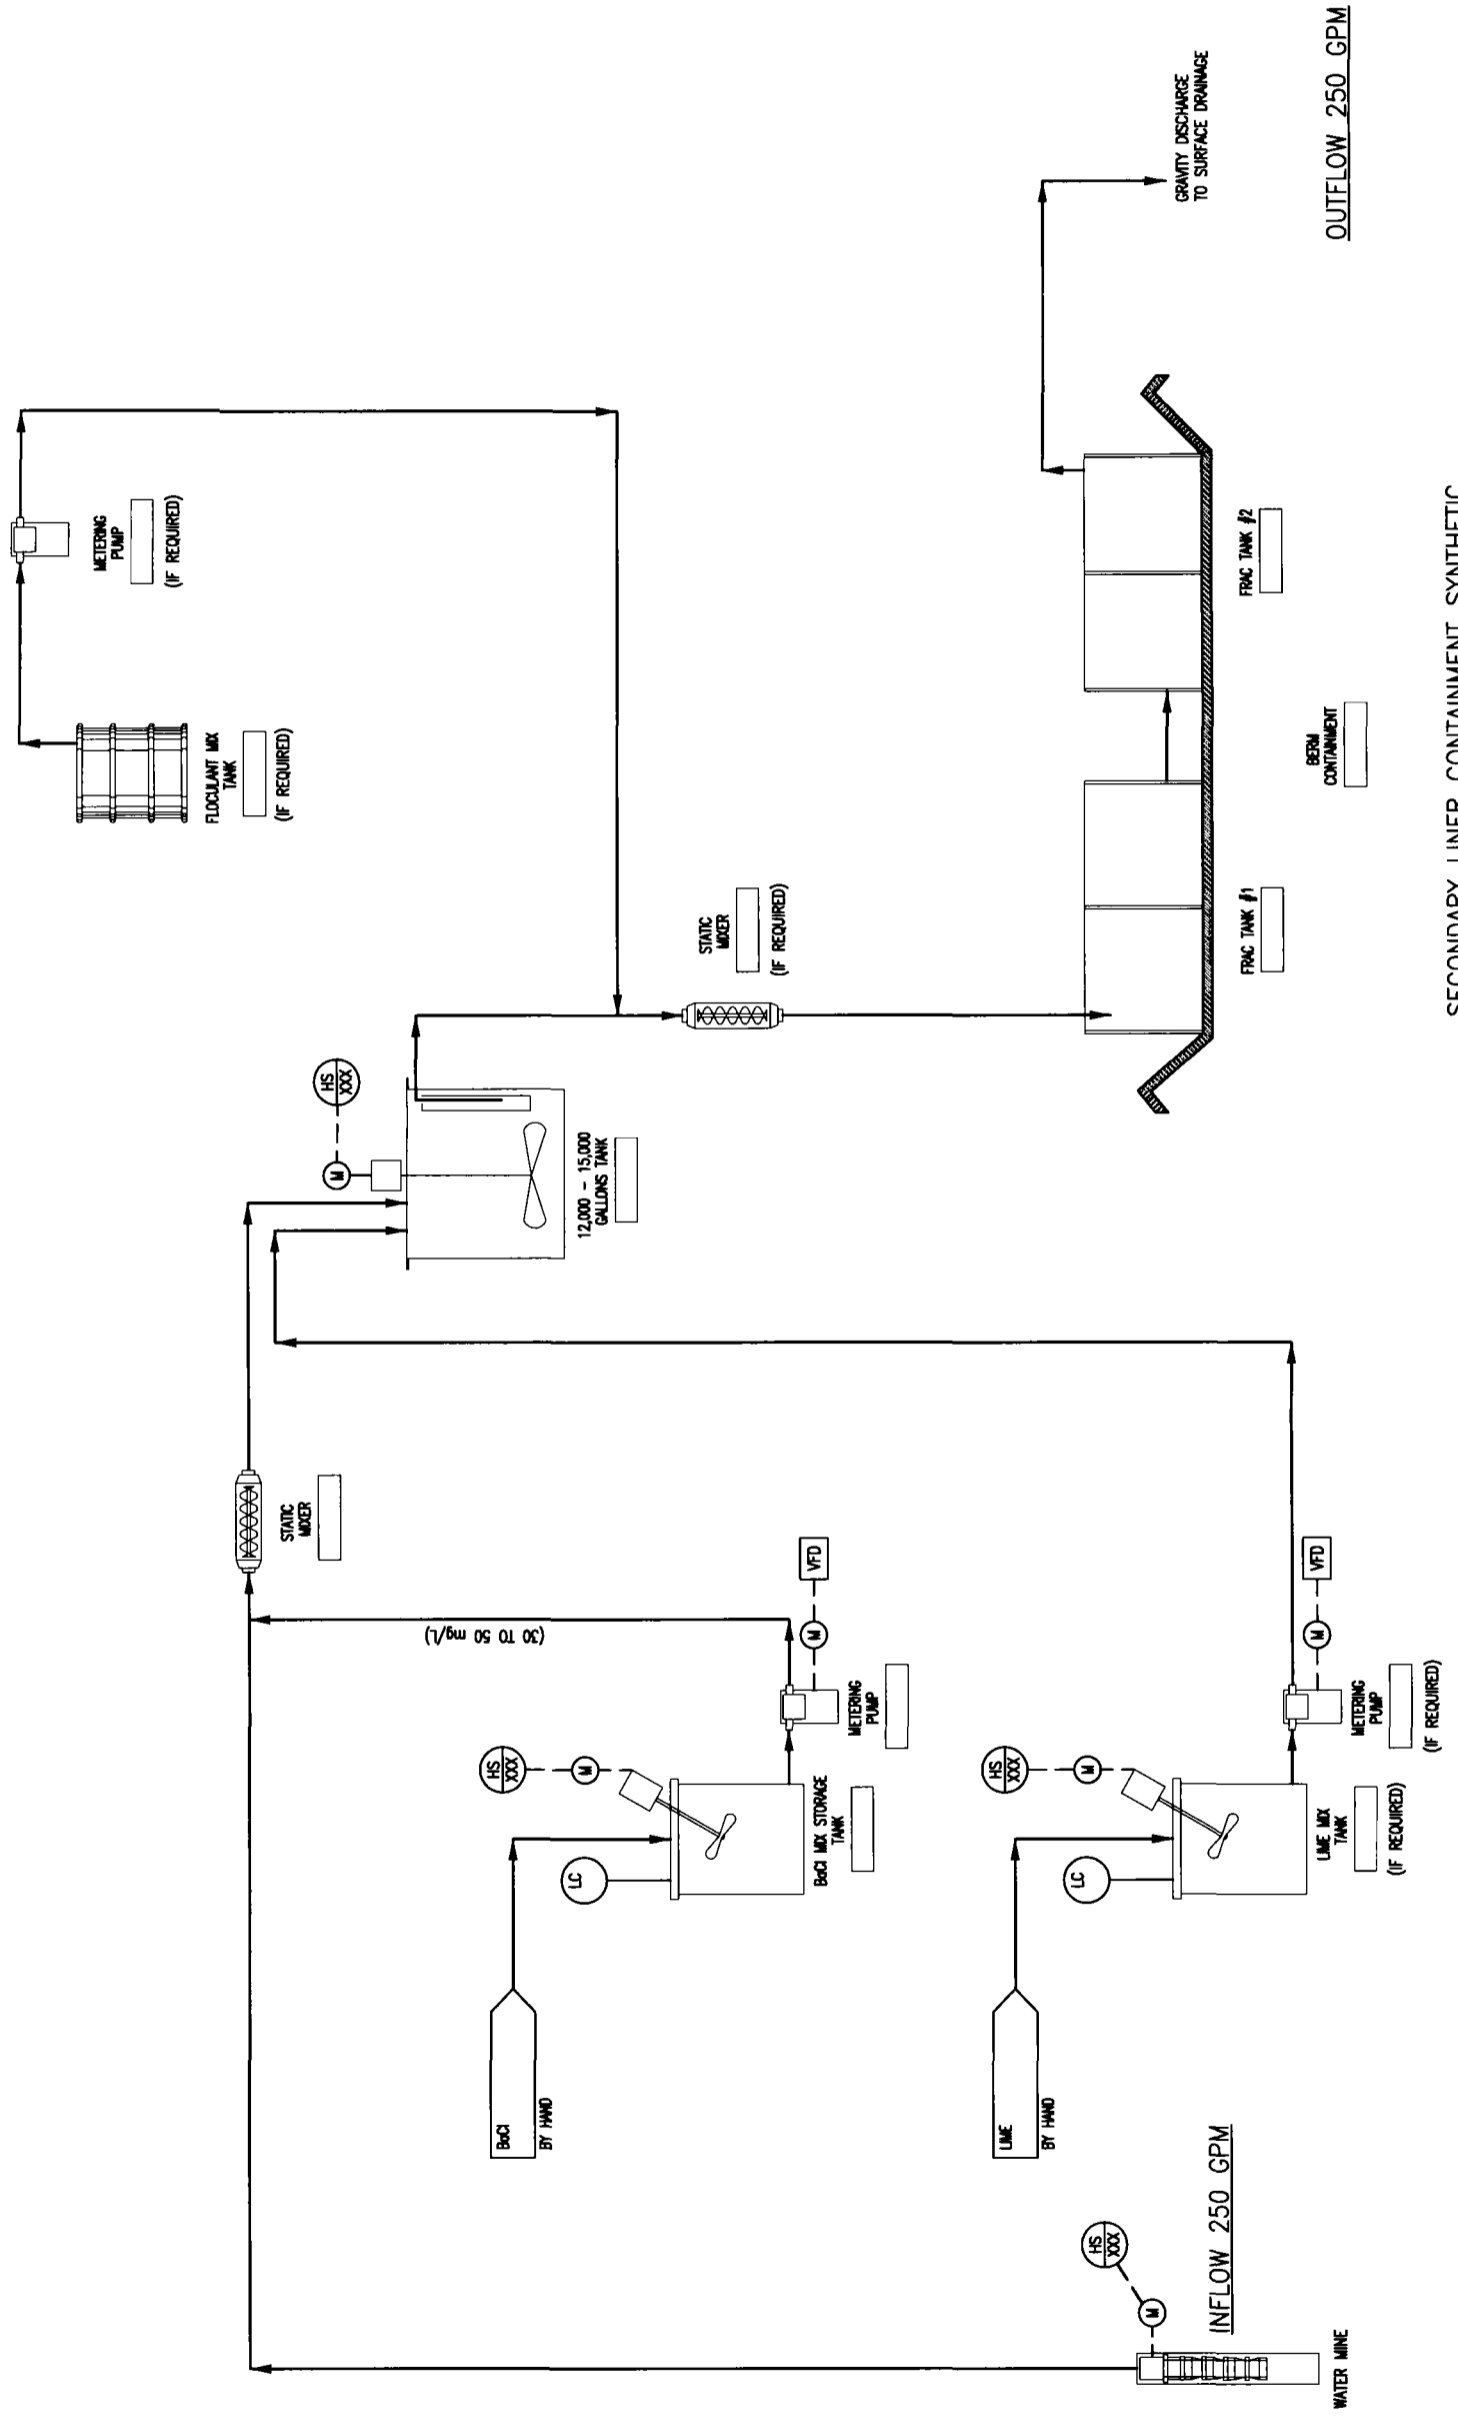 METERING
PUMP
(IF REQUIRED)
FLOCULANT MIX
TANK
(IF REQUIRED)
HS
XXX
M
STATIC
MIXER
STATIC
MIXER
(IF REQUIRED)
12,000 - 15,000
GALLONS TANK
(30 TO 50 mg/L)
BaCl
BY HAND
LC
HS
XXX
M
BaCl MIX STORAGE
TANK
METERING
PUMP
M
VFD
GRAVITY DISCHARGE
TO SURFACE DRAINAGE
LIME
BY HAND
LC
HS
XXX
M
LIME MIX
TANK
(IF REQUIRED)
METERING
PUMP
(IF REQUIRED)
M
VFD
FRAC TANK #1
FRAC TANK #2
BERM
CONTAINMENT
HS
XXX
M
INFLOW 250 GPM
WATER MINE
OUTFLOW 250 GPM
SECONDARY LINER CONTAINMENT SYNTHETIC